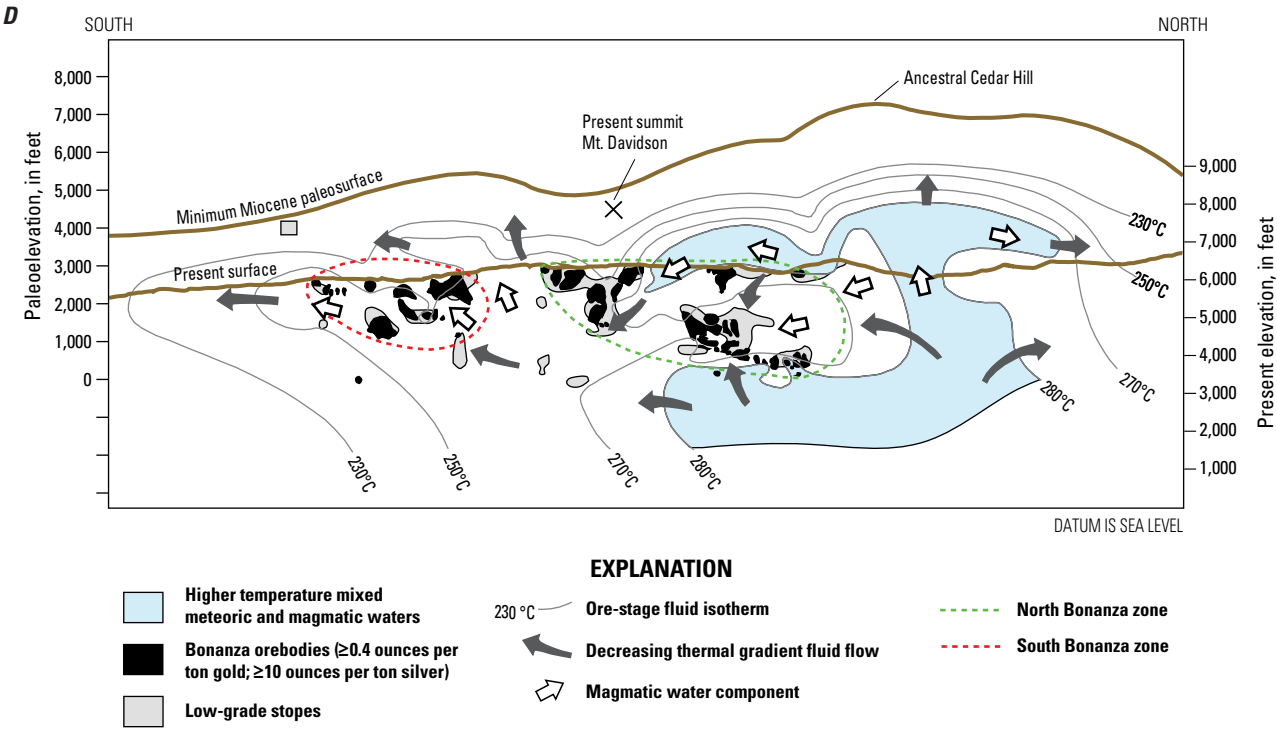 D
SOUTH
NORTH
Ancestral Cedar Hill
Present summit
Mt. Davidson
Minimum Miocene paleosurface
Present surface
Paleoelevation, in feet
8,000
7,000
6,000
5,000
4,000
3,000
2,000
1,000
0
Present elevation, in feet
9,000
8,000
7,000
6,000
5,000
4,000
3,000
2,000
1,000
230°C
250°C
270°C
280°C
230°C
250°C
270°C
280°C
DATUM IS SEA LEVEL
EXPLANATION
Higher temperature mixed
meteoric and magmatic waters
Bonanza orebodies (≥0.4 ounces per
ton gold; ≥10 ounces per ton silver)
Low-grade stopes
230 °C
Ore-stage fluid isotherm
Decreasing thermal gradient fluid flow
Magmatic water component
North Bonanza zone
South Bonanza zone